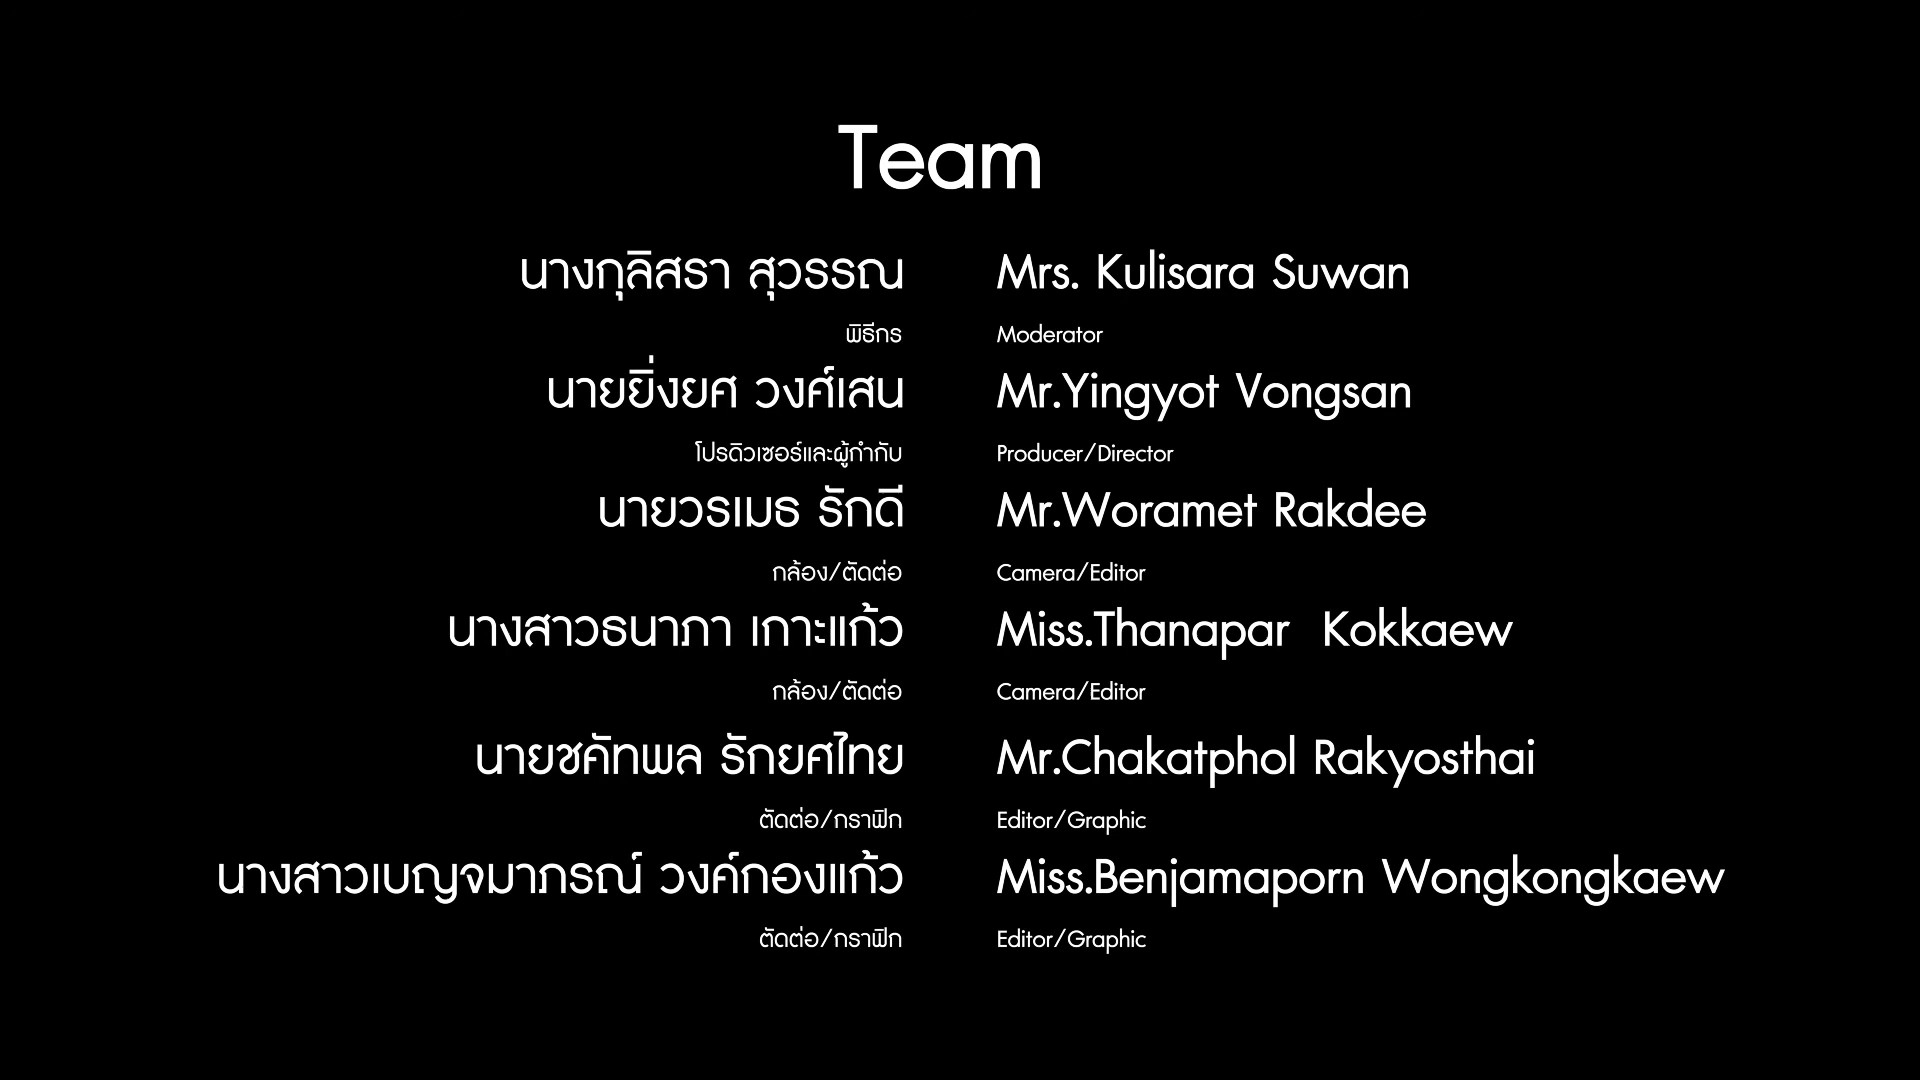 Team
นางกุลิสรา สุวรรณ Mrs. Kulisara Suwan
พิธีกร Moderator
นายยิ่งยศ วงศ์เสน Mr.Yingyot Vongsan
โปรดิวเซอร์และผู้กำกับ Producer/Director
นายวรเมธ รักดี Mr.Woramet Rakdee
กล้อง/ตัดต่อ Camera/Editor
นางสาวธนาภา เกาะแก้ว Miss.Thanapar  Kokkaew
กล้อง/ตัดต่อ Camera/Editor
นายชคัทพล รักยศไทย Mr.Chakatphol Rakyosthai
ตัดต่อ/กราฟิก Editor/Graphic
นางสาวเบญจมาภรณ์ วงค์กองแก้ว Miss.Benjamaporn Wongkongkaew
ตัดต่อ/กราฟิก Editor/Graphic